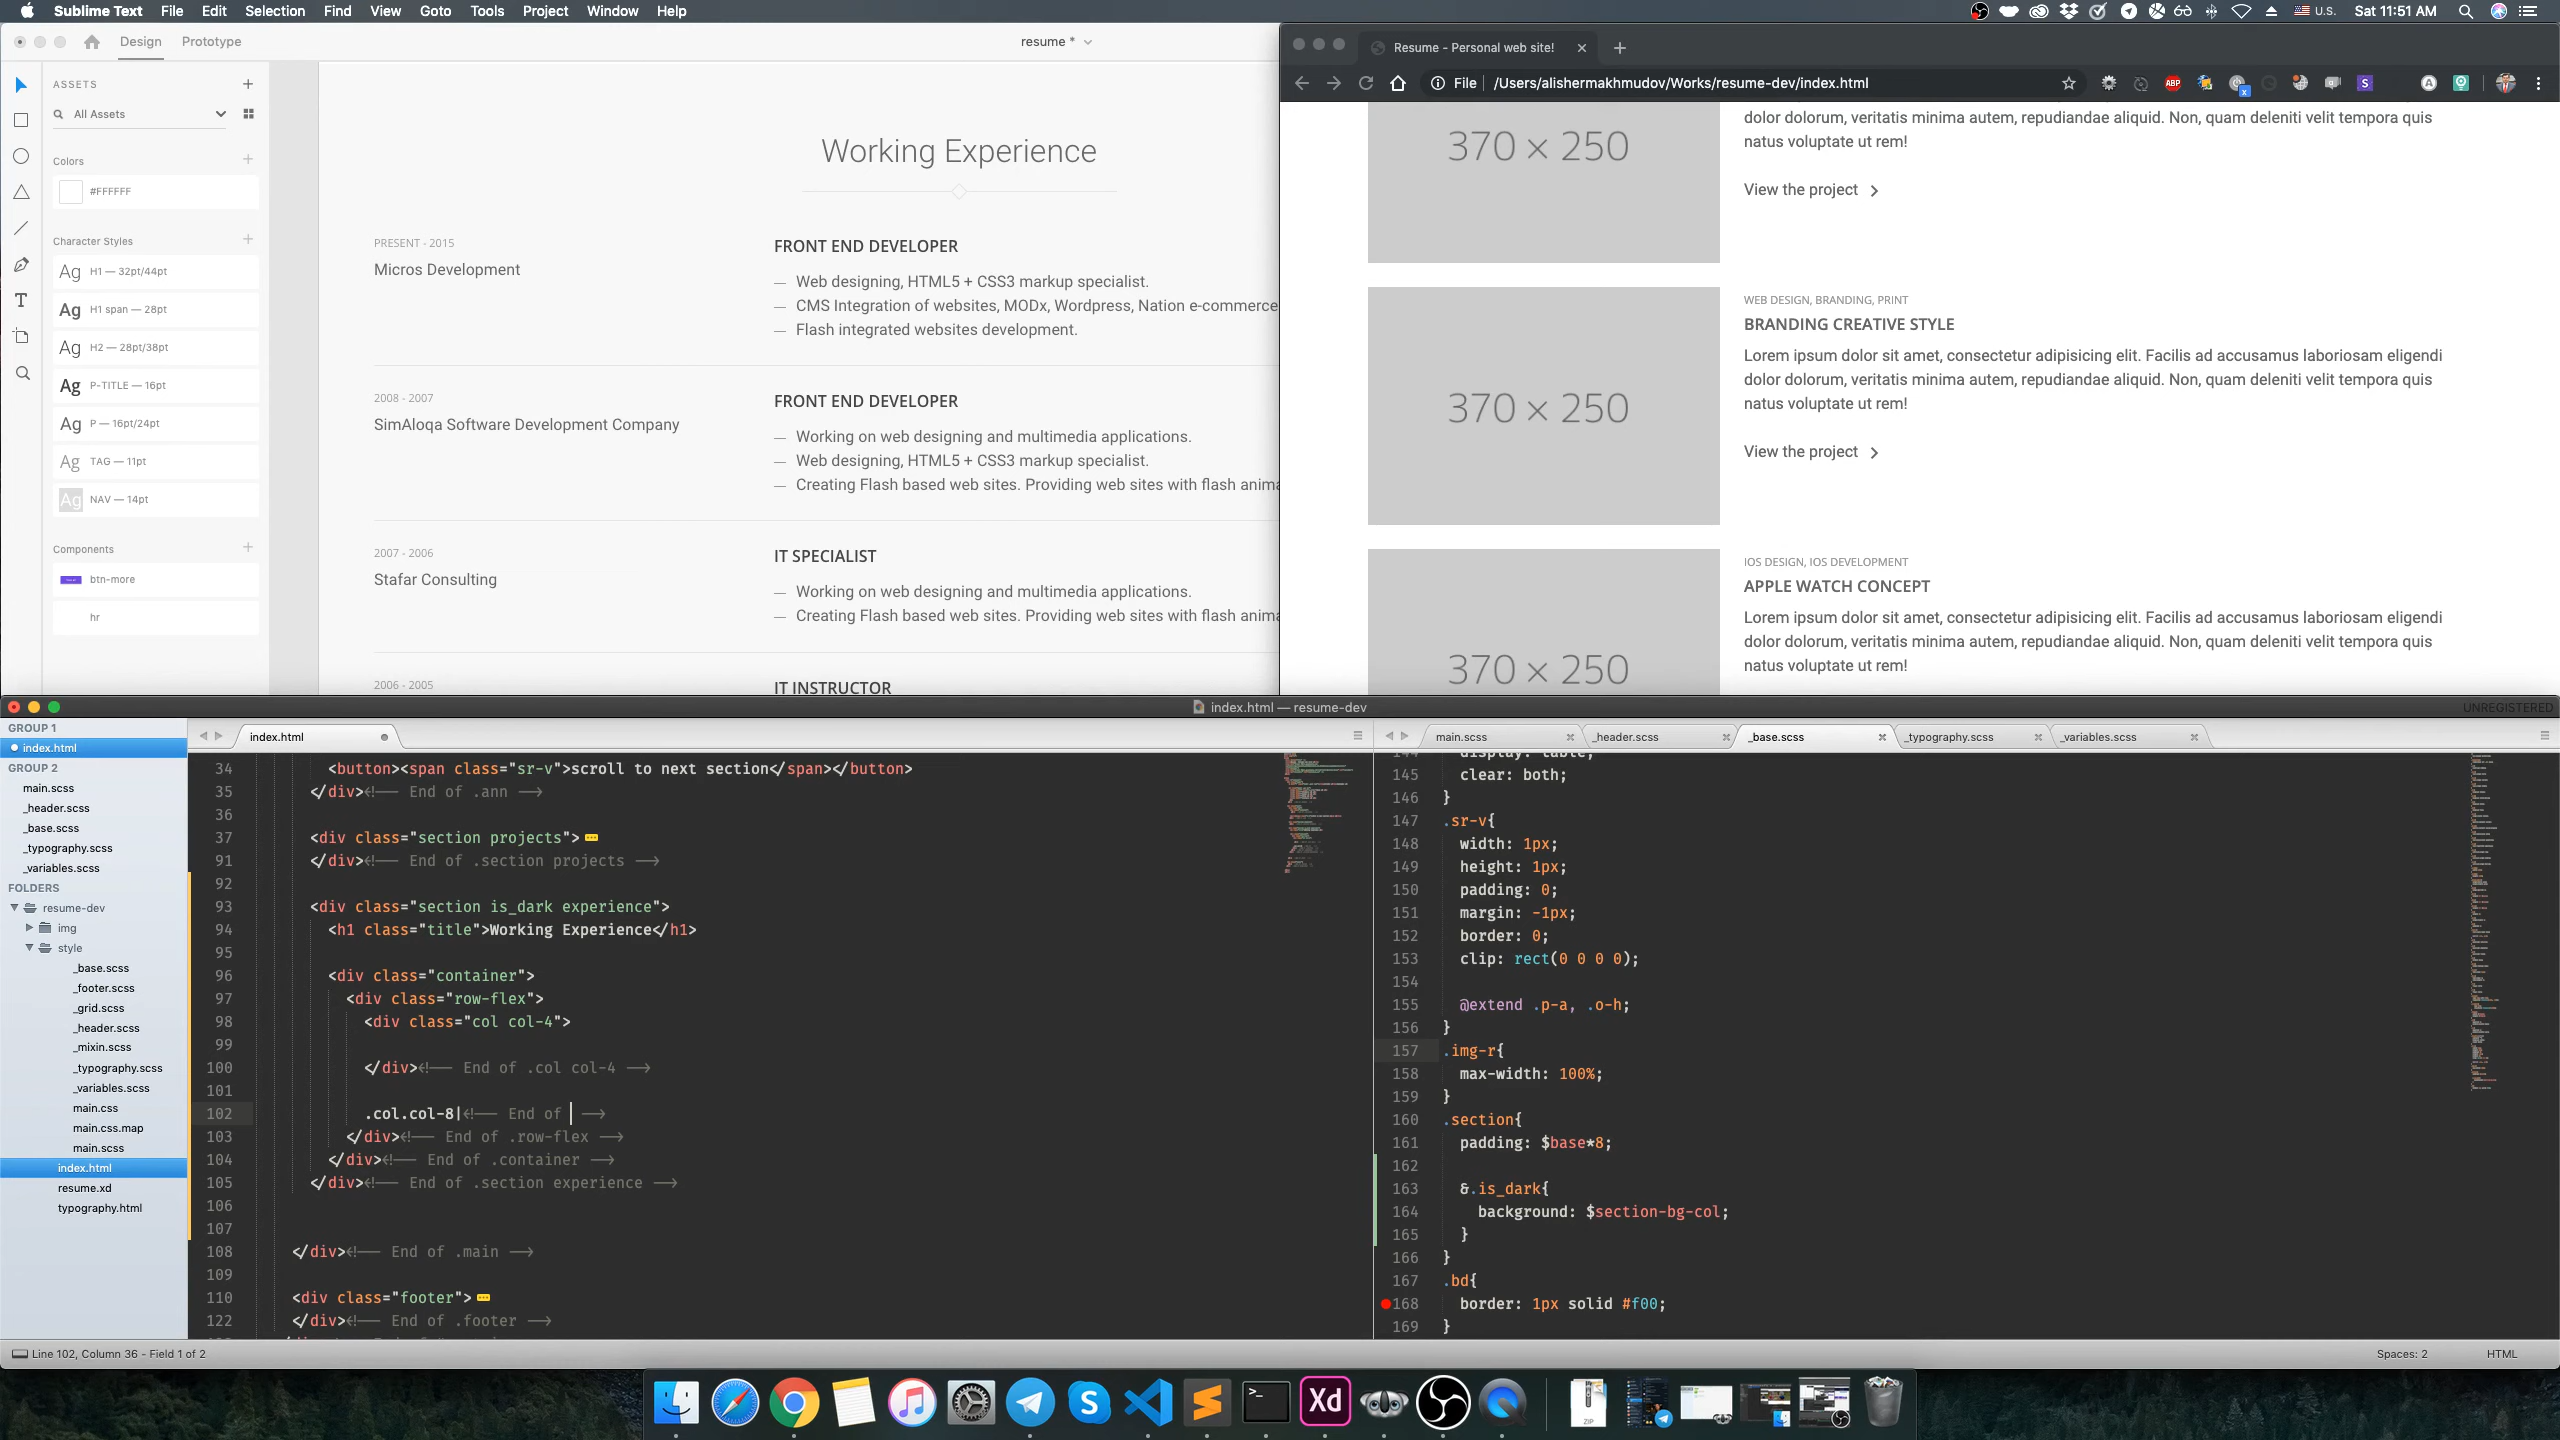 Sublime Text File Edit Selection Find View Goto Tools Project Window Help U.S. Sat 11:51 AM
Design Prototype resume *
ASSETS
All Assets
Colors
#FFFFFF
Character Styles
Ag H1 — 32pt/44pt
Ag H1 span — 28pt
Ag H2 — 28pt/38pt
Ag P-TITLE — 16pt
Ag P — 16pt/24pt
Ag TAG — 11pt
Ag NAV — 14pt
Components
btn-more
hr
Working Experience
PRESENT - 2015
Micros Development
FRONT END DEVELOPER
— Web designing, HTML5 + CSS3 markup specialist.
— CMS Integration of websites, MODx, Wordpress, Nation e-commerce
— Flash integrated websites development.
2008 - 2007
SimAloqa Software Development Company
FRONT END DEVELOPER
— Working on web designing and multimedia applications.
— Web designing, HTML5 + CSS3 markup specialist.
— Creating Flash based web sites. Providing web sites with flash anima
2007 - 2006
Stafar Consulting
IT SPECIALIST
— Working on web designing and multimedia applications.
— Creating Flash based web sites. Providing web sites with flash anima
2006 - 2005
IT INSTRUCTOR
Resume - Personal web site!
File /Users/alishermakhmudov/Works/resume-dev/index.html
ABP
370 × 250
dolor dolorum, veritatis minima autem, repudiandae aliquid. Non, quam deleniti velit tempora quis
natus voluptate ut rem!
View the project
370 × 250
WEB DESIGN, BRANDING, PRINT
BRANDING CREATIVE STYLE
Lorem ipsum dolor sit amet, consectetur adipisicing elit. Facilis ad accusamus laboriosam eligendi
dolor dolorum, veritatis minima autem, repudiandae aliquid. Non, quam deleniti velit tempora quis
natus voluptate ut rem!
View the project
370 × 250
IOS DESIGN, IOS DEVELOPMENT
APPLE WATCH CONCEPT
Lorem ipsum dolor sit amet, consectetur adipisicing elit. Facilis ad accusamus laboriosam eligendi
dolor dolorum, veritatis minima autem, repudiandae aliquid. Non, quam deleniti velit tempora quis
natus voluptate ut rem!
index.html — resume-dev
UNREGISTERED
GROUP 1
index.html
GROUP 2
main.scss
_header.scss
_base.scss
_typography.scss
_variables.scss
FOLDERS
resume-dev
img
style
_base.scss
_footer.scss
_grid.scss
_header.scss
_mixin.scss
_typography.scss
_variables.scss
main.css
main.css.map
main.scss
index.html
resume.xd
typography.html
index.html
34 <button><span class="sr-v">scroll to next section</span></button>
35 </div><!-- End of .ann -->
36
37 <div class="section projects">
91 </div><!-- End of .section projects -->
92
93 <div class="section is_dark experience">
94 <h1 class="title">Working Experience</h1>
95
96 <div class="container">
97 <div class="row-flex">
98 <div class="col col-4">
99
100 </div><!-- End of .col col-4 -->
101
102 .col.col-8<!-- End of -->
103 </div><!-- End of .row-flex -->
104 </div><!-- End of .container -->
105 </div><!-- End of .section experience -->
106
107
108 </div><!-- End of .main -->
109
110 <div class="footer">
122 </div><!-- End of .footer -->
main.scss _header.scss _base.scss _typography.scss _variables.scss
display: table;
145 clear: both;
146 }
147 .sr-v{
148 width: 1px;
149 height: 1px;
150 padding: 0;
151 margin: -1px;
152 border: 0;
153 clip: rect(0 0 0 0);
154
155 @extend .p-a, .o-h;
156 }
157 .img-r{
158 max-width: 100%;
159 }
160 .section{
161 padding: $base*8;
162
163 &.is_dark{
164 background: $section-bg-col;
165 }
166 }
167 .bd{
168 border: 1px solid #f00;
169 }
Line 102, Column 36 - Field 1 of 2
Spaces: 2 HTML
Xd
ZIP